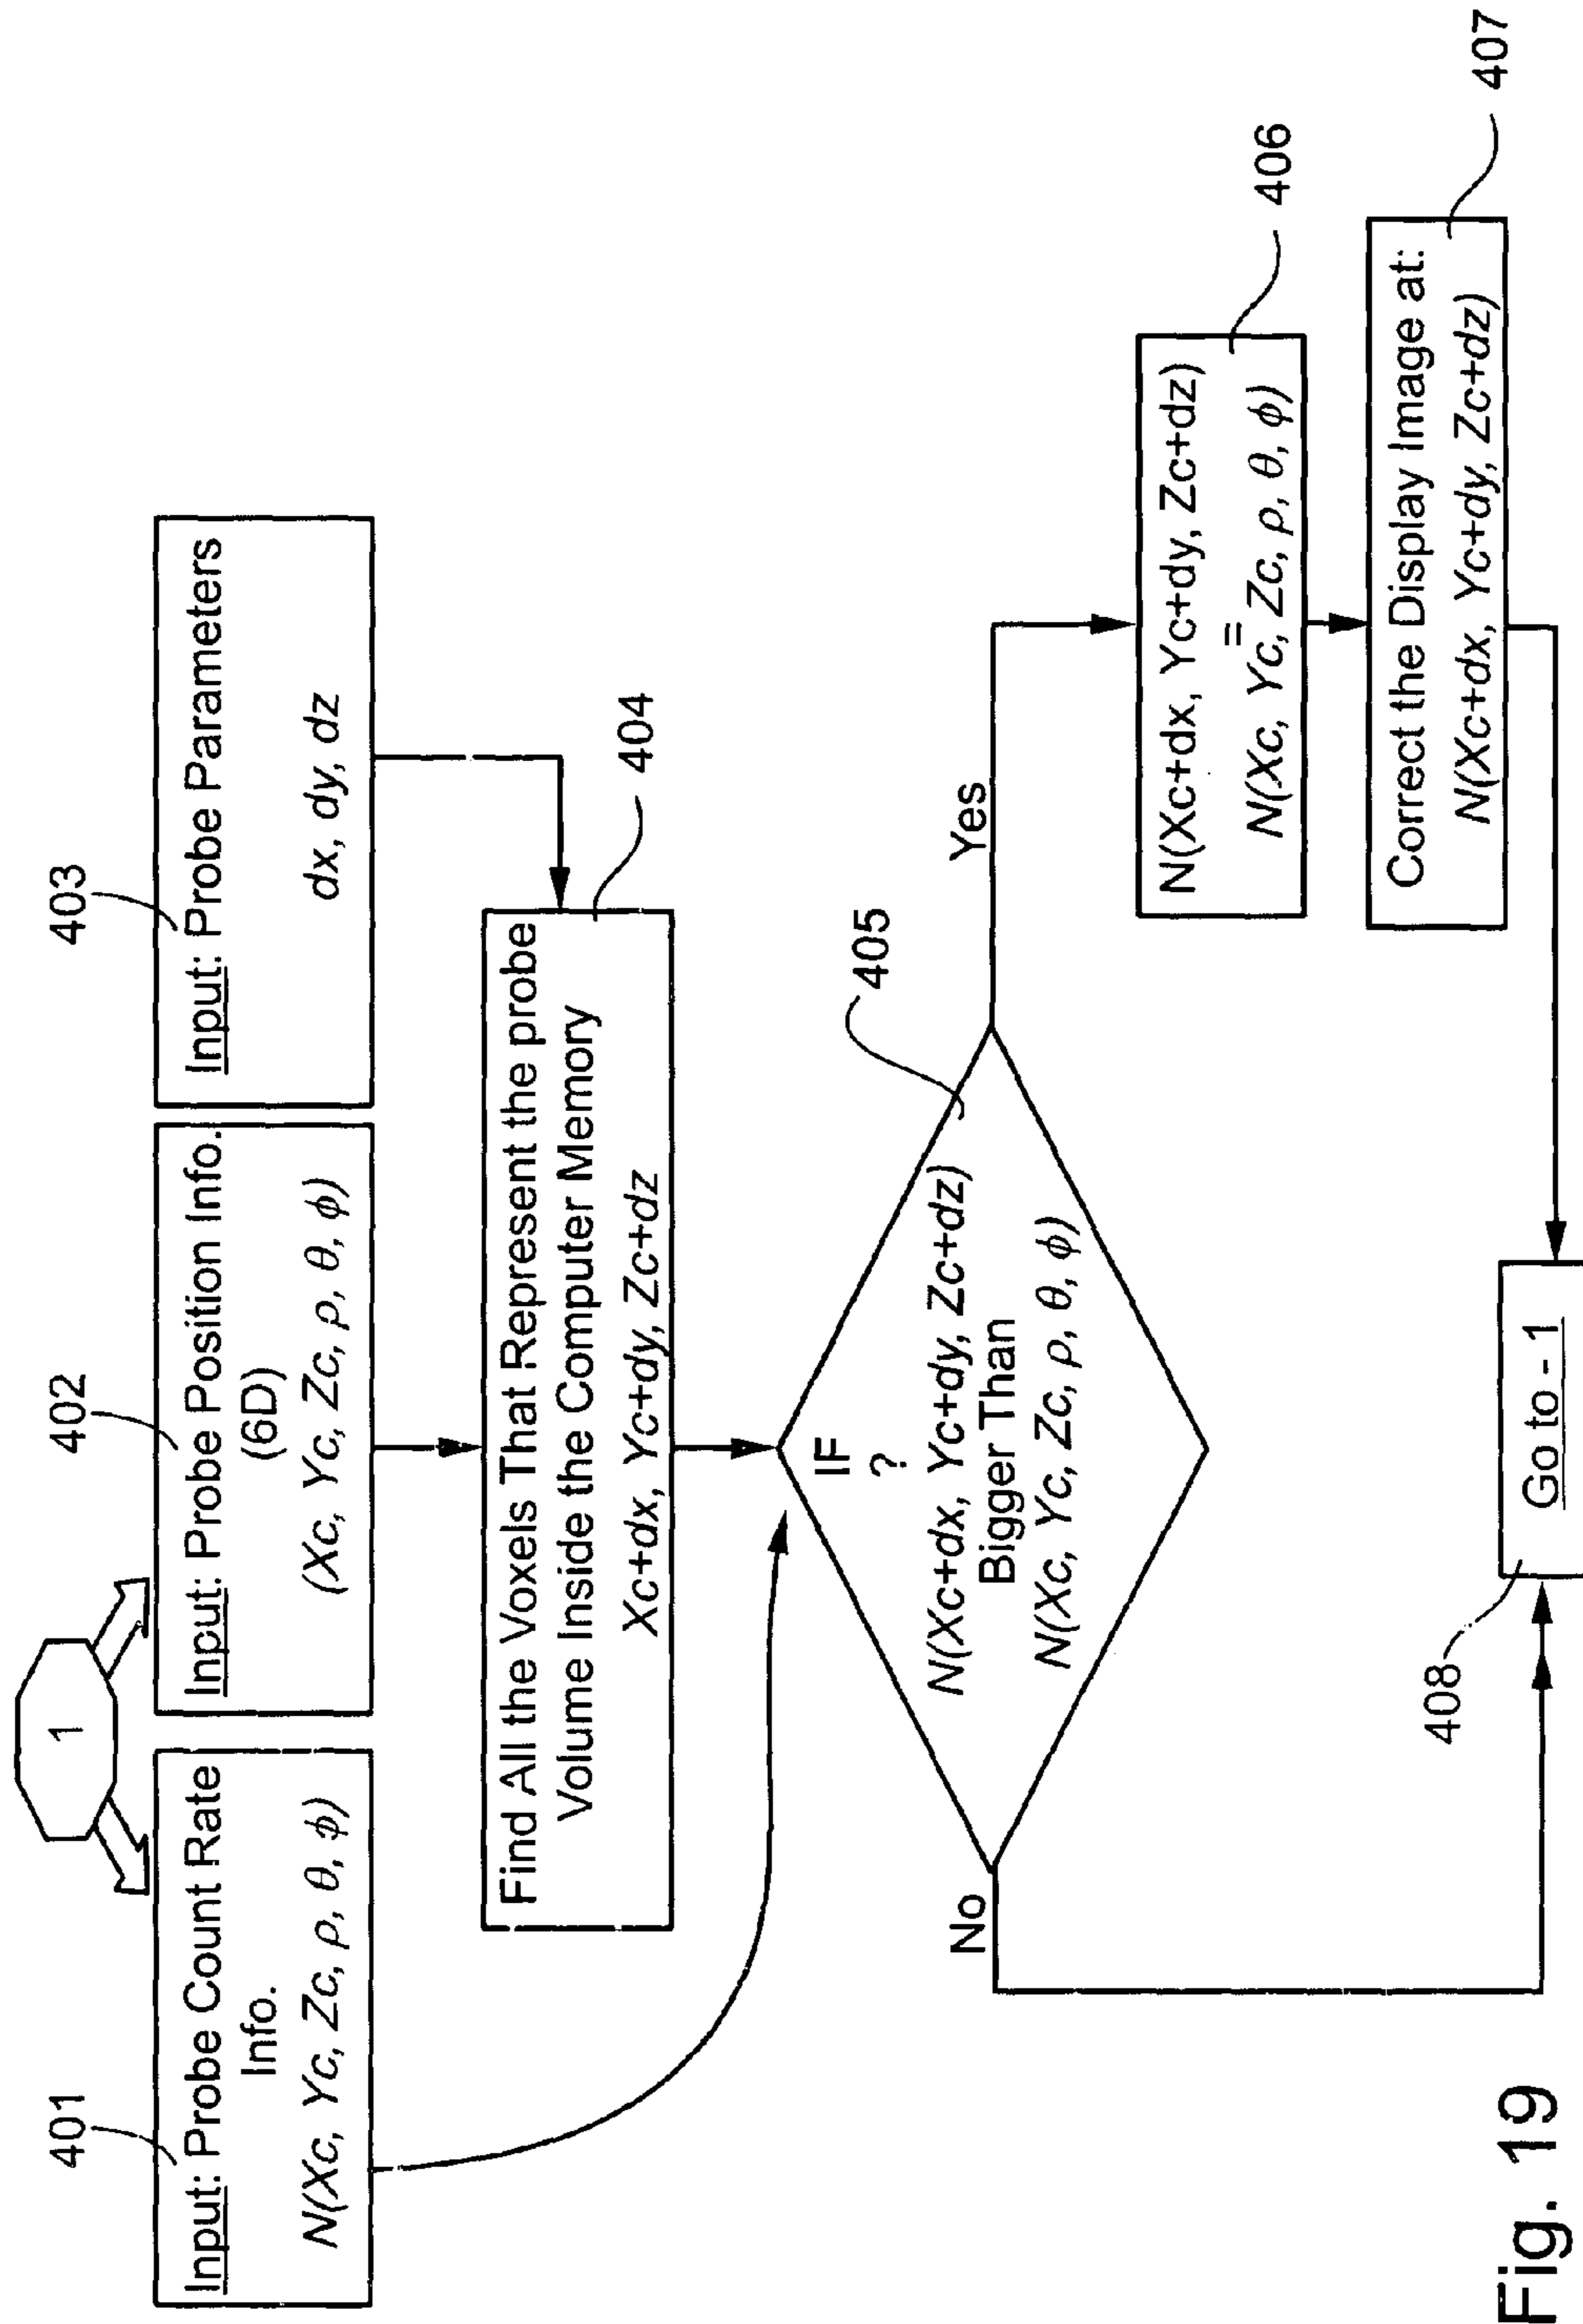 1
401
Input: Probe Count Rate
Info.
N(Xc, Yc, Zc, ρ, θ, ϕ)
402
Input: Probe Position Info.
(6D)
(Xc, Yc, Zc, ρ, θ, ϕ)
403
Input: Probe Parameters
dx, dy, dz
Find All the Voxels That Represent the probe
Volume Inside the Computer Memory
Xc+dx, Yc+dy, Zc+dz
404
IF
?
N(Xc+dx, Yc+dy, Zc+dz)
Bigger Than
N(Xc, Yc, Zc, ρ, θ, ϕ)
405
No
Yes
N(Xc+dx, Yc+dy, Zc+dz)
=
N(Xc, Yc, Zc, ρ, θ, ϕ)
406
Correct the Display Image at:
N(Xc+dx, Yc+dy, Zc+dz)
407
408
Go to - 1
Fig. 19